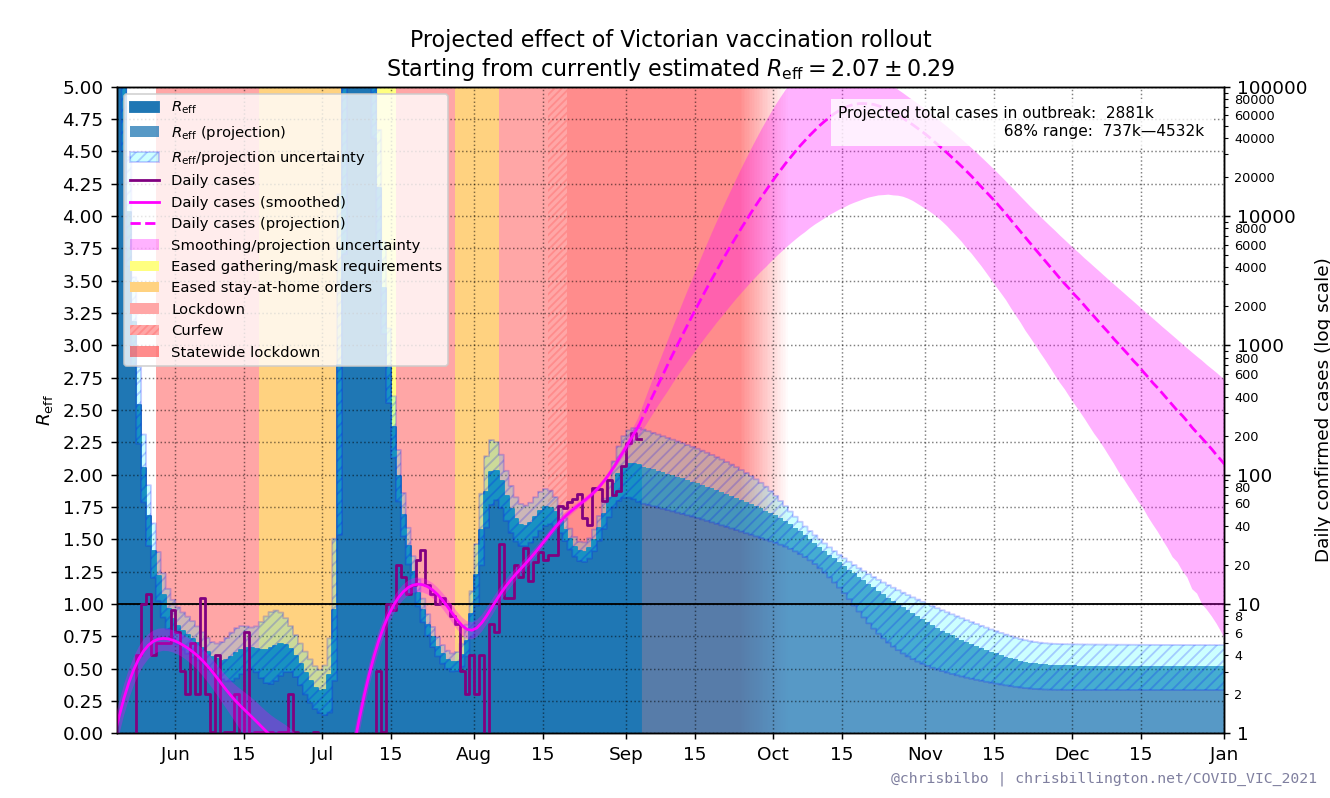 Projected effect of Victorian vaccination rollout
Starting from currently estimated Reff = 2.07 ± 0.29
Reff
Reff (projection)
Reff/projection uncertainty
Daily cases
Daily cases (smoothed)
Daily cases (projection)
Smoothing/projection uncertainty
Eased gathering/mask requirements
Eased stay-at-home orders
Lockdown
Curfew
Statewide lockdown
Projected total cases in outbreak: 2881k
68% range: 737k—4532k
Reff
5.00
4.75
4.50
4.25
4.00
3.75
3.50
3.25
3.00
2.75
2.50
2.25
2.00
1.75
1.50
1.25
1.00
0.75
0.50
0.25
0.00
100000
80000
60000
40000
20000
10000
8000
6000
4000
2000
1000
800
600
400
200
100
80
60
40
20
10
8
6
4
2
1
Daily confirmed cases (log scale)
Jun 15 Jul 15 Aug 15 Sep 15 Oct 15 Nov 15 Dec 15 Jan
@chrisbilbo | chrisbillington.net/COVID_VIC_2021